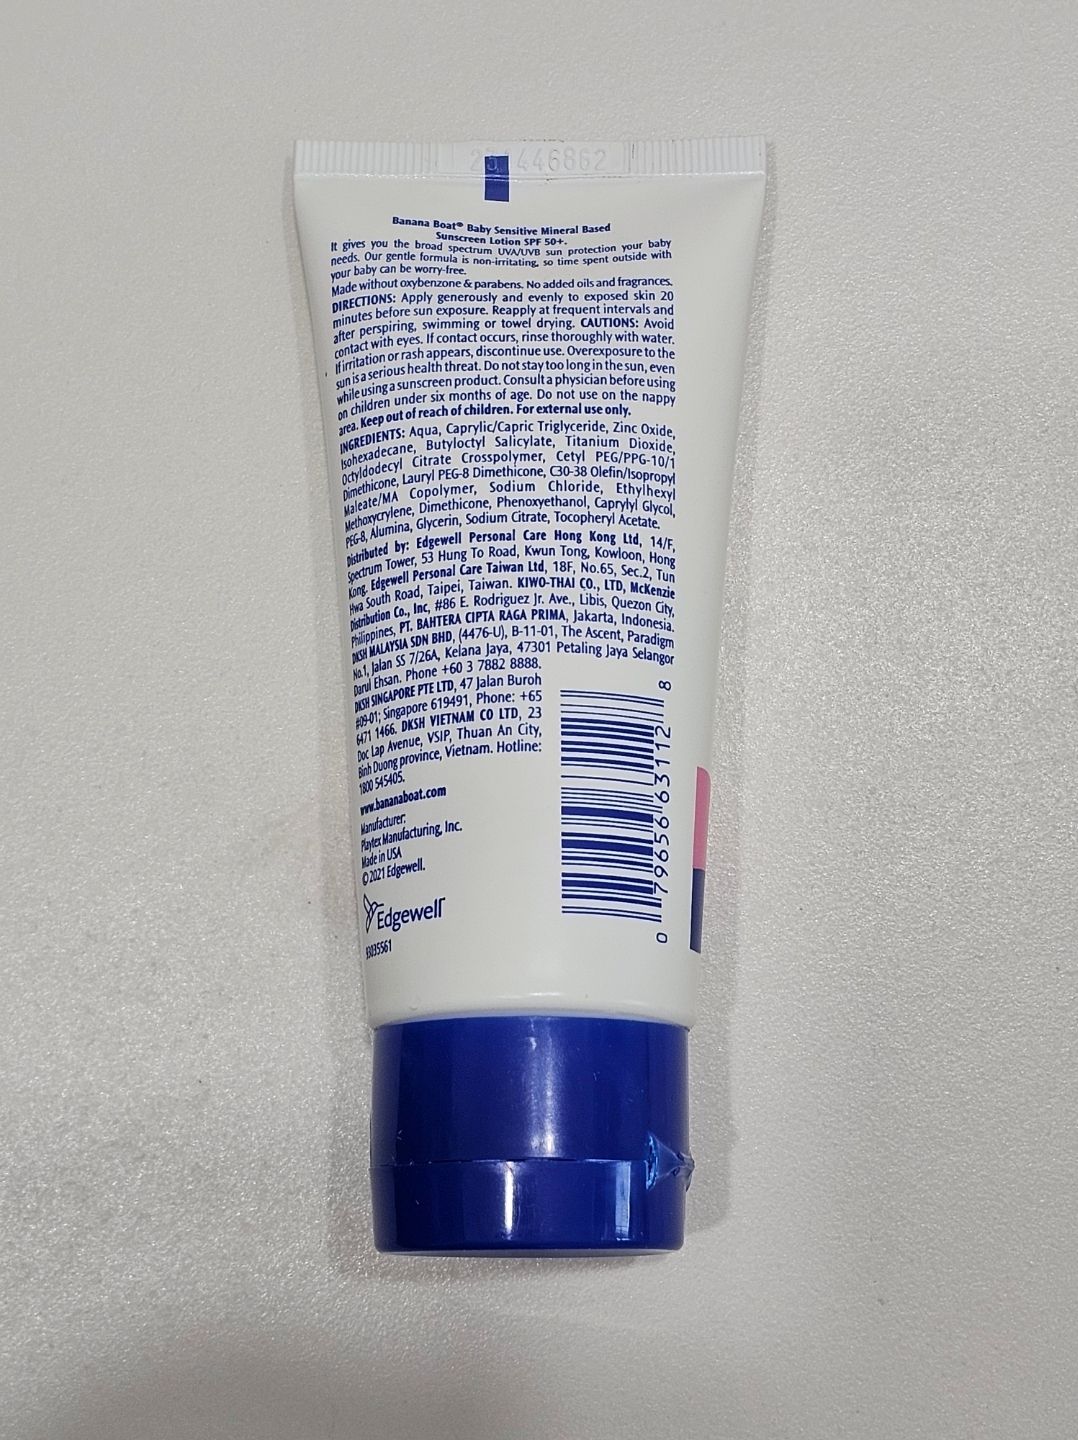 446862
Banana Boat® Baby Sensitive Mineral Based
Sunscreen Lotion SPF 50+.
It gives you the broad spectrum UVA/UVB sun protection your baby
needs. Our gentle formula is non-irritating, so time spent outside with
your baby can be worry-free.
Made without oxybenzone & parabens. No added oils and fragrances.
DIRECTIONS: Apply generously and evenly to exposed skin 20
minutes before sun exposure. Reapply at frequent intervals and
after perspiring, swimming or towel drying. CAUTIONS: Avoid
contact with eyes. If contact occurs, rinse thoroughly with water.
If irritation or rash appears, discontinue use. Overexposure to the
sun is a serious health threat. Do not stay too long in the sun, even
while using a sunscreen product. Consult a physician before using
on children under six months of age. Do not use on the nappy
area. Keep out of reach of children. For external use only.
INGREDIENTS: Aqua, Caprylic/Capric Triglyceride, Zinc Oxide,
Isohexadecane, Butyloctyl Salicylate, Titanium Dioxide,
Octyldodecyl Citrate Crosspolymer, Cetyl PEG/PPG-10/1
Dimethicone, Lauryl PEG-8 Dimethicone, C30-38 Olefin/Isopropyl
Maleate/MA Copolymer, Sodium Chloride, Ethylhexyl
Methoxycrylene, Dimethicone, Phenoxyethanol, Caprylyl Glycol,
PEG-8, Alumina, Glycerin, Sodium Citrate, Tocopheryl Acetate.
Distributed by: Edgewell Personal Care Hong Kong Ltd, 14/F,
Spectrum Tower, 53 Hung To Road, Kwun Tong, Kowloon, Hong
Kong. Edgewell Personal Care Taiwan Ltd, 18F, No.65, Sec.2, Tun
Hwa South Road, Taipei, Taiwan. KIWO-THAI CO., LTD, McKenzie
Distribution Co., Inc, #86 E. Rodriguez Jr. Ave., Libis, Quezon City,
Philippines, PT. BAHTERA CIPTA RAGA PRIMA, Jakarta, Indonesia.
DKSH MALAYSIA SDN BHD, (4476-U), B-11-01, The Ascent, Paradigm
No.1, Jalan SS 7/26A, Kelana Jaya, 47301 Petaling Jaya Selangor
Darul Ehsan. Phone +60 3 7882 8888.
DKSH SINGAPORE PTE LTD, 47 Jalan Buroh
#09-01; Singapore 619491, Phone: +65
6471 1466. DKSH VIETNAM CO LTD, 23
Doc Lap Avenue, VSIP, Thuan An City,
Binh Duong province, Vietnam. Hotline:
1800 545405.
www.bananaboat.com
Manufacturer:
Playtex Manufacturing, Inc.
Made in USA
© 2021 Edgewell.
Edgewell
93035561
0 79656 63112 8